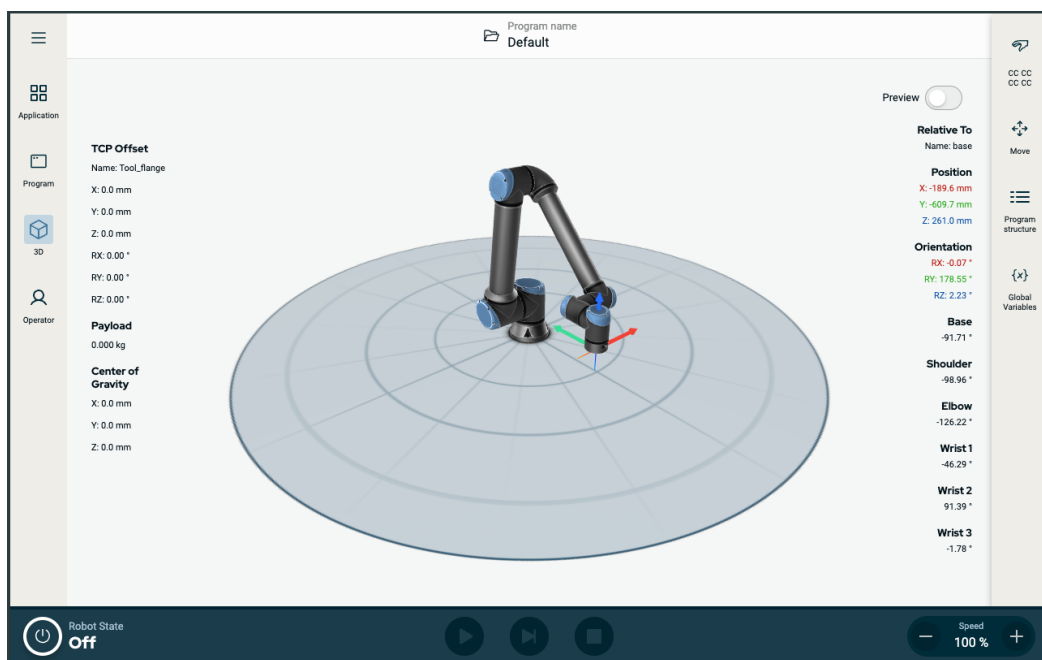 Program name
Default
Application
Program
3D
Operator
TCP Offset
Name: Tool_flange
X: 0.0 mm
Y: 0.0 mm
Z: 0.0 mm
RX: 0.00 °
RY: 0.00 °
RZ: 0.00 °
Payload
0.000 kg
Center of
Gravity
X: 0.0 mm
Y: 0.0 mm
Z: 0.0 mm
Preview
Relative To
Name: base
Position
X: -189.6 mm
Y: -609.7 mm
Z: 261.0 mm
Orientation
RX: -0.07 °
RY: 178.55 °
RZ: 2.23 °
Base
-91.71 °
Shoulder
-98.96 °
Elbow
-126.22 °
Wrist 1
-46.29 °
Wrist 2
91.39 °
Wrist 3
-1.78 °
CC CC
CC CC
Move
Program
structure
{x}
Global
Variables
Robot State
Off
Speed
100 %